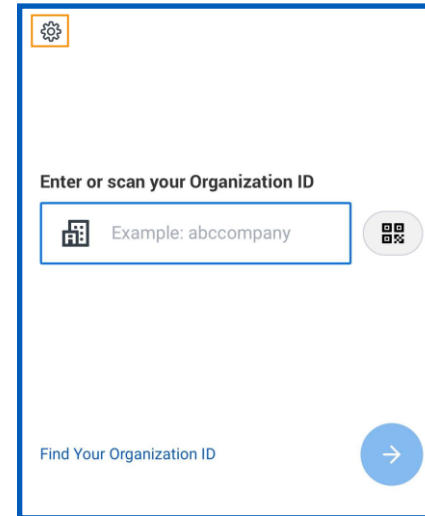 Enter or scan your Organization ID
Example: abccompany
Find Your Organization ID